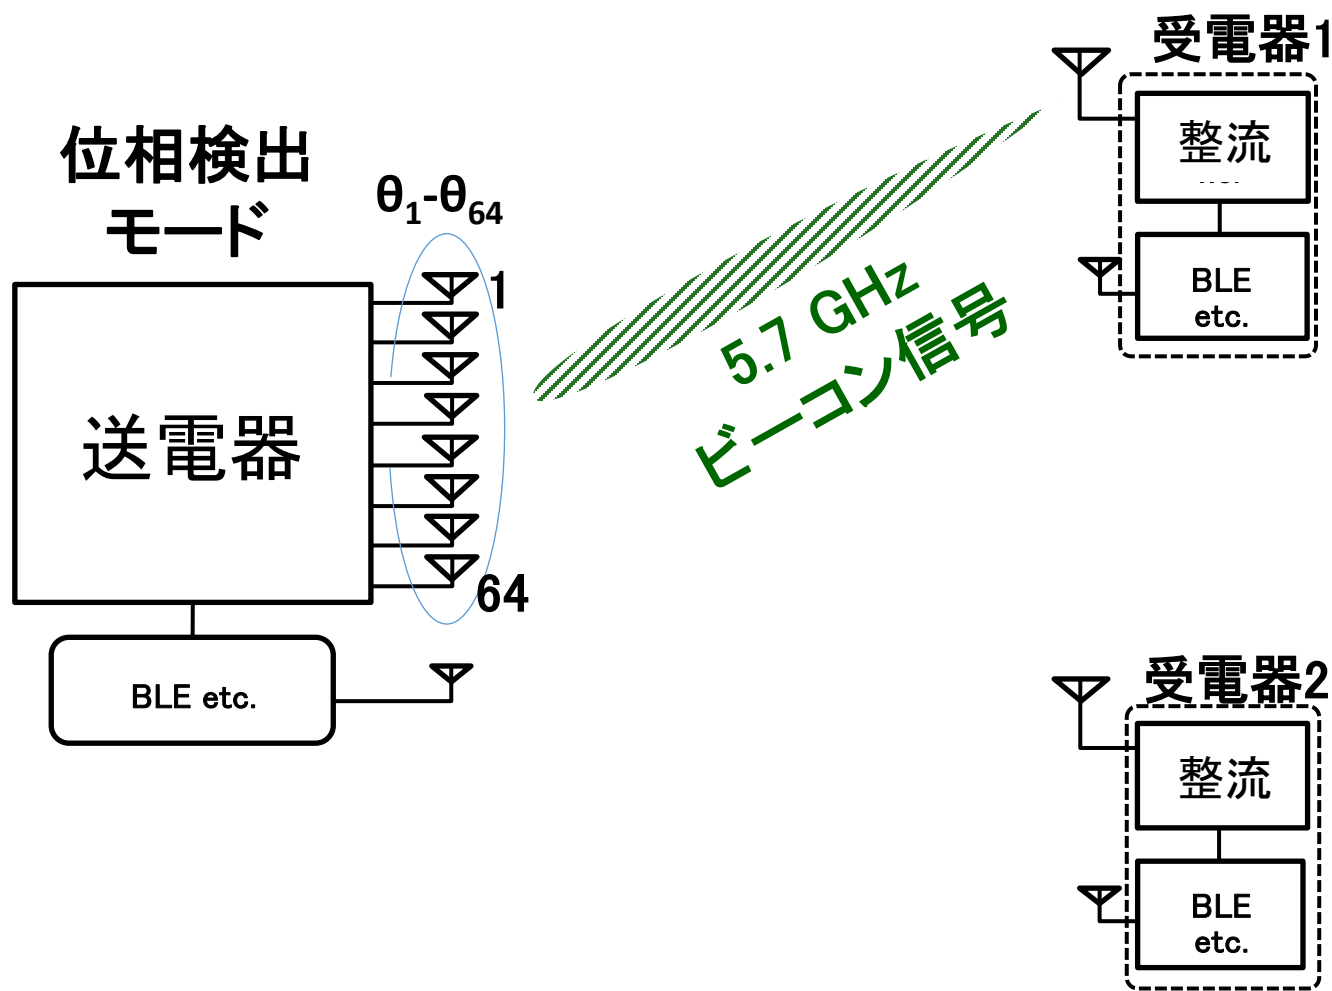 位相検出
モード
θ1-θ64
1
送電器
64
BLE etc.
5.7 GHz
ビーコン信号
受電器1
整流
BLE
etc.
受電器2
整流
BLE
etc.